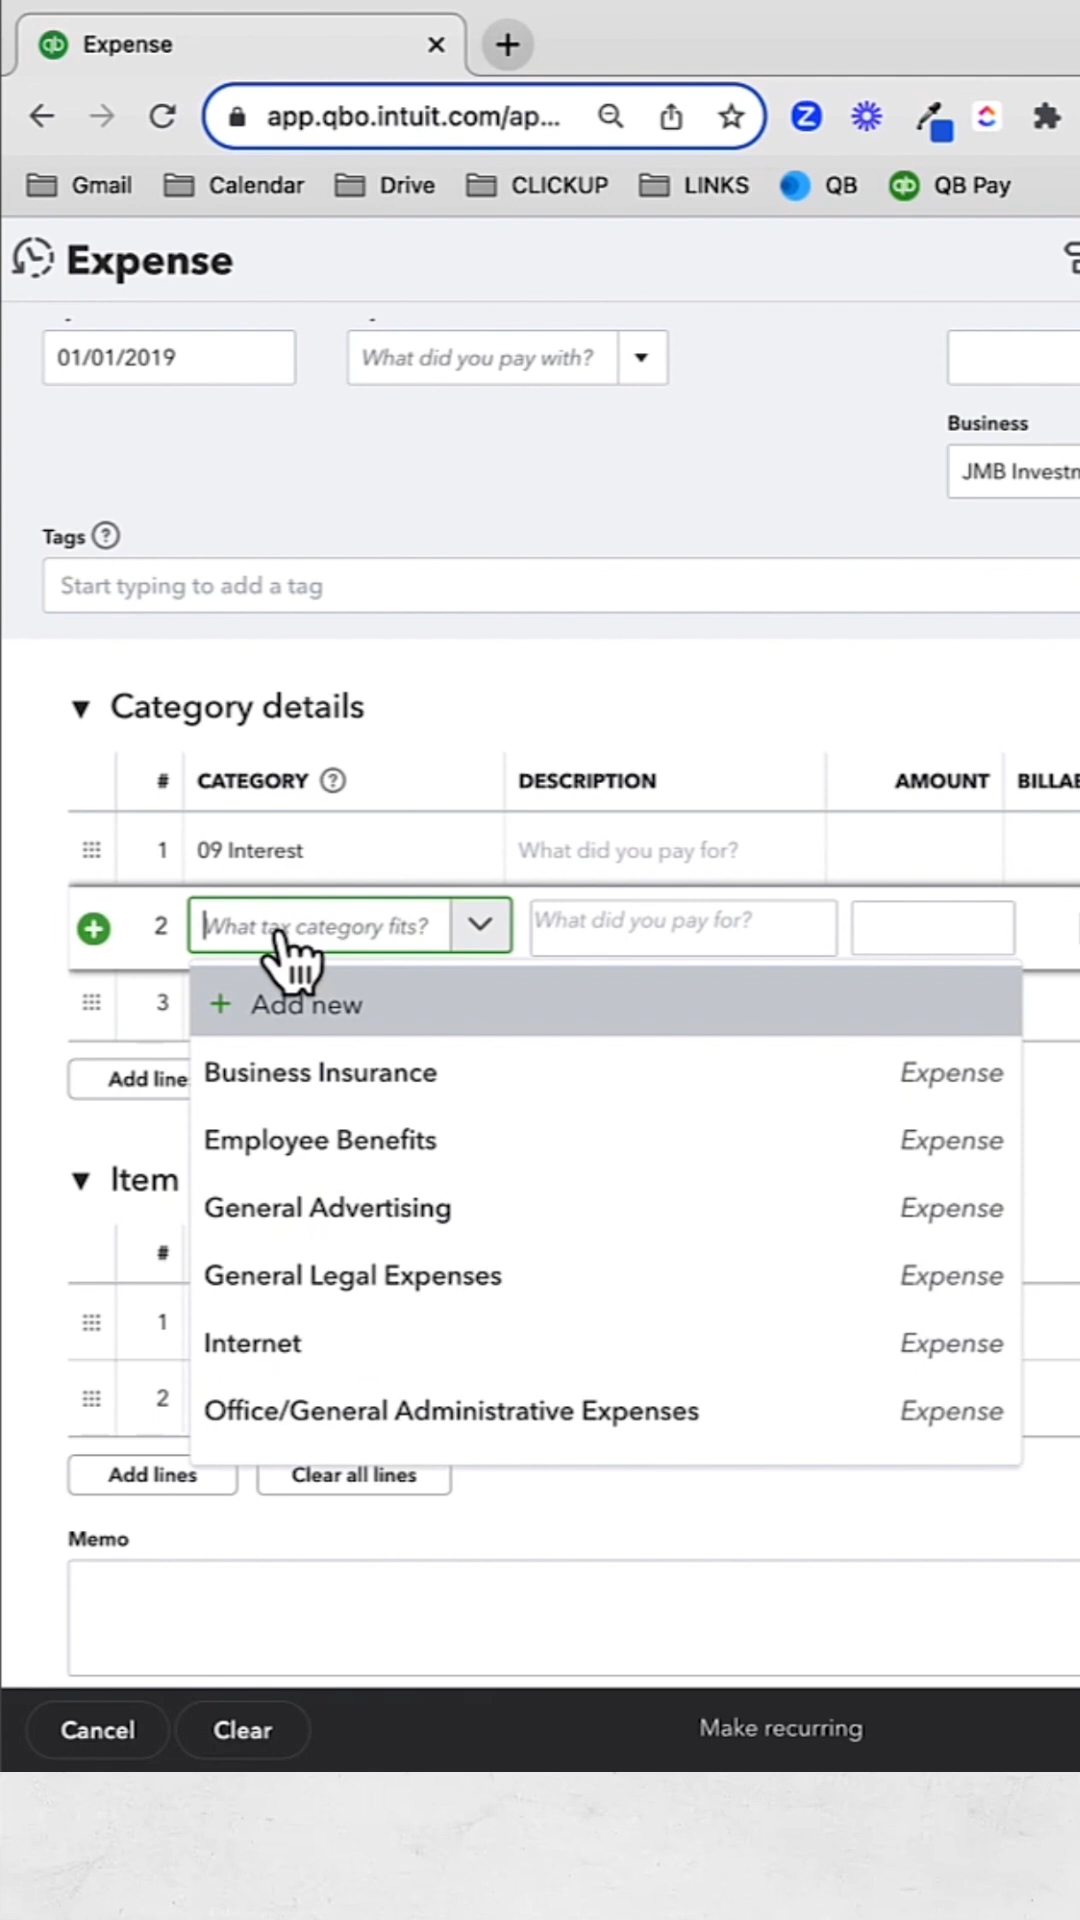 Expense
app.qbo.intuit.com/ap...
Gmail Calendar Drive CLICKUP LINKS QB QB Pay
Expense
01/01/2019 What did you pay with?
Business
JMB Investm
Tags ?
Start typing to add a tag
Category details
# CATEGORY ? DESCRIPTION AMOUNT BILLAB
1 09 Interest What did you pay for?
2 What tax category fits? What did you pay for?
3 + Add new
Business Insurance Expense
Add line
Employee Benefits Expense
Item
General Advertising Expense
#
General Legal Expenses Expense
1
Internet Expense
2
Office/General Administrative Expenses Expense
Add lines Clear all lines
Memo
Cancel Clear Make recurring